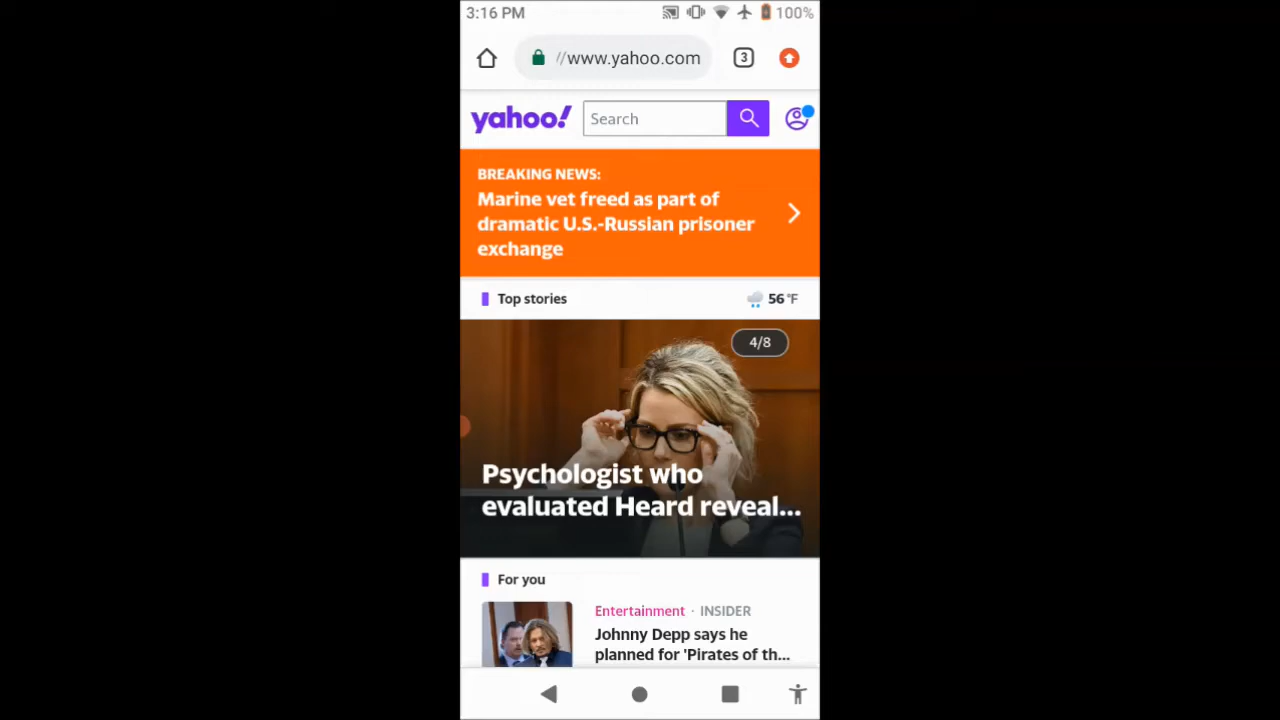 3:16 PM
100%
//www.yahoo.com
3
yahoo!
Search
BREAKING NEWS:
Marine vet freed as part of
dramatic U.S.-Russian prisoner
exchange
Top stories
56 °F
4/8
Psychologist who
evaluated Heard reveal...
For you
Entertainment · INSIDER
Johnny Depp says he
planned for 'Pirates of th...